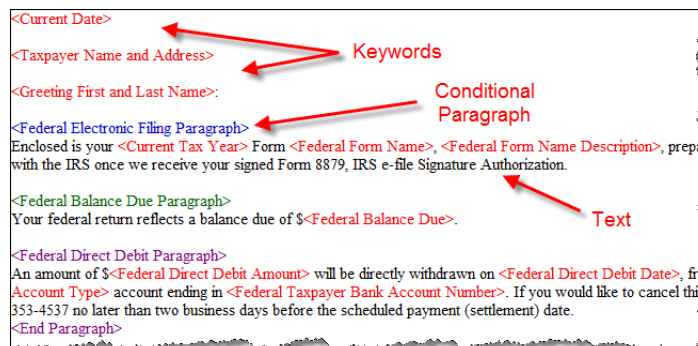 <Current Date>
Keywords
<Taxpayer Name and Address>
<Greeting First and Last Name>:
Conditional
Paragraph
<Federal Electronic Filing Paragraph>
Enclosed is your <Current Tax Year> Form <Federal Form Name>, <Federal Form Name Description>, prepa
with the IRS once we receive your signed Form 8879, IRS e-file Signature Authorization.
<Federal Balance Due Paragraph>
Your federal return reflects a balance due of $<Federal Balance Due>.
Text
<Federal Direct Debit Paragraph>
An amount of $<Federal Direct Debit Amount> will be directly withdrawn on <Federal Direct Debit Date>, fr
Account Type> account ending in <Federal Taxpayer Bank Account Number>. If you would like to cancel thi
353-4537 no later than two business days before the scheduled payment (settlement) date.
<End Paragraph>